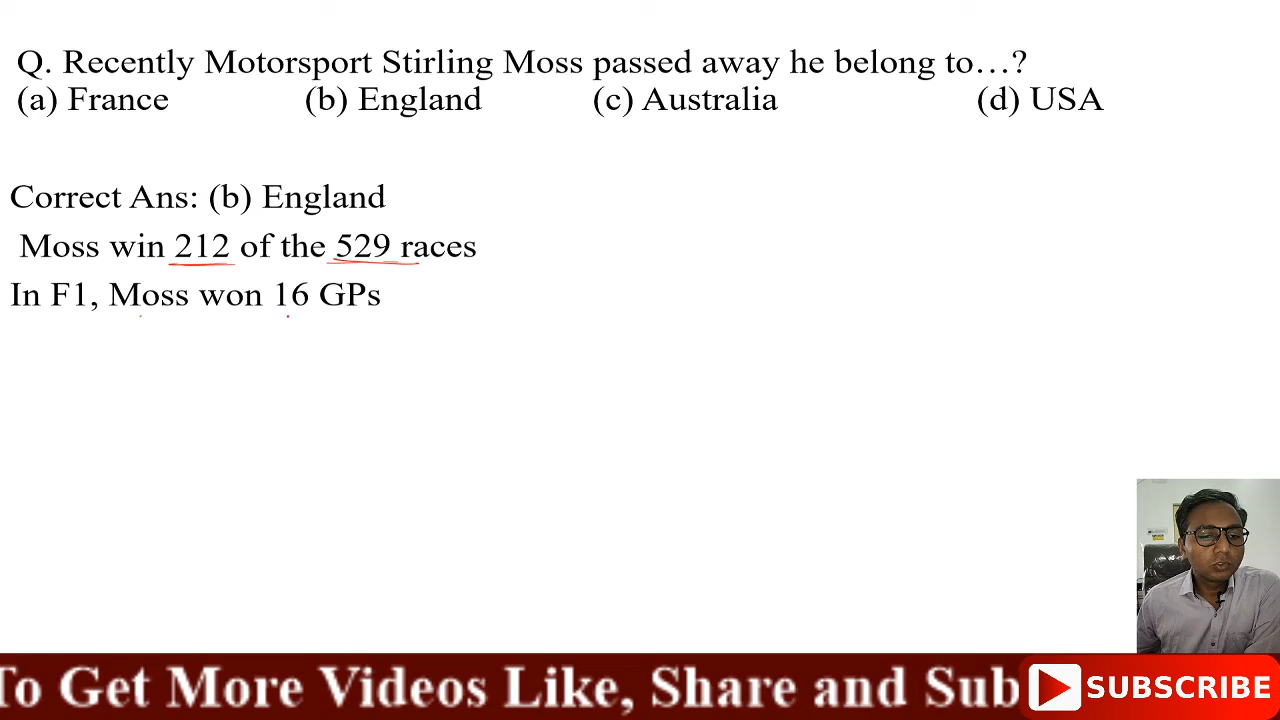 Q. Recently Motorsport Stirling Moss passed away he belong to…?
(a) France (b) England (c) Australia (d) USA
Correct Ans: (b) England
Moss win 212 of the 529 races
In F1, Moss won 16 GPs
To Get More Videos Like, Share and Sub
SUBSCRIBE